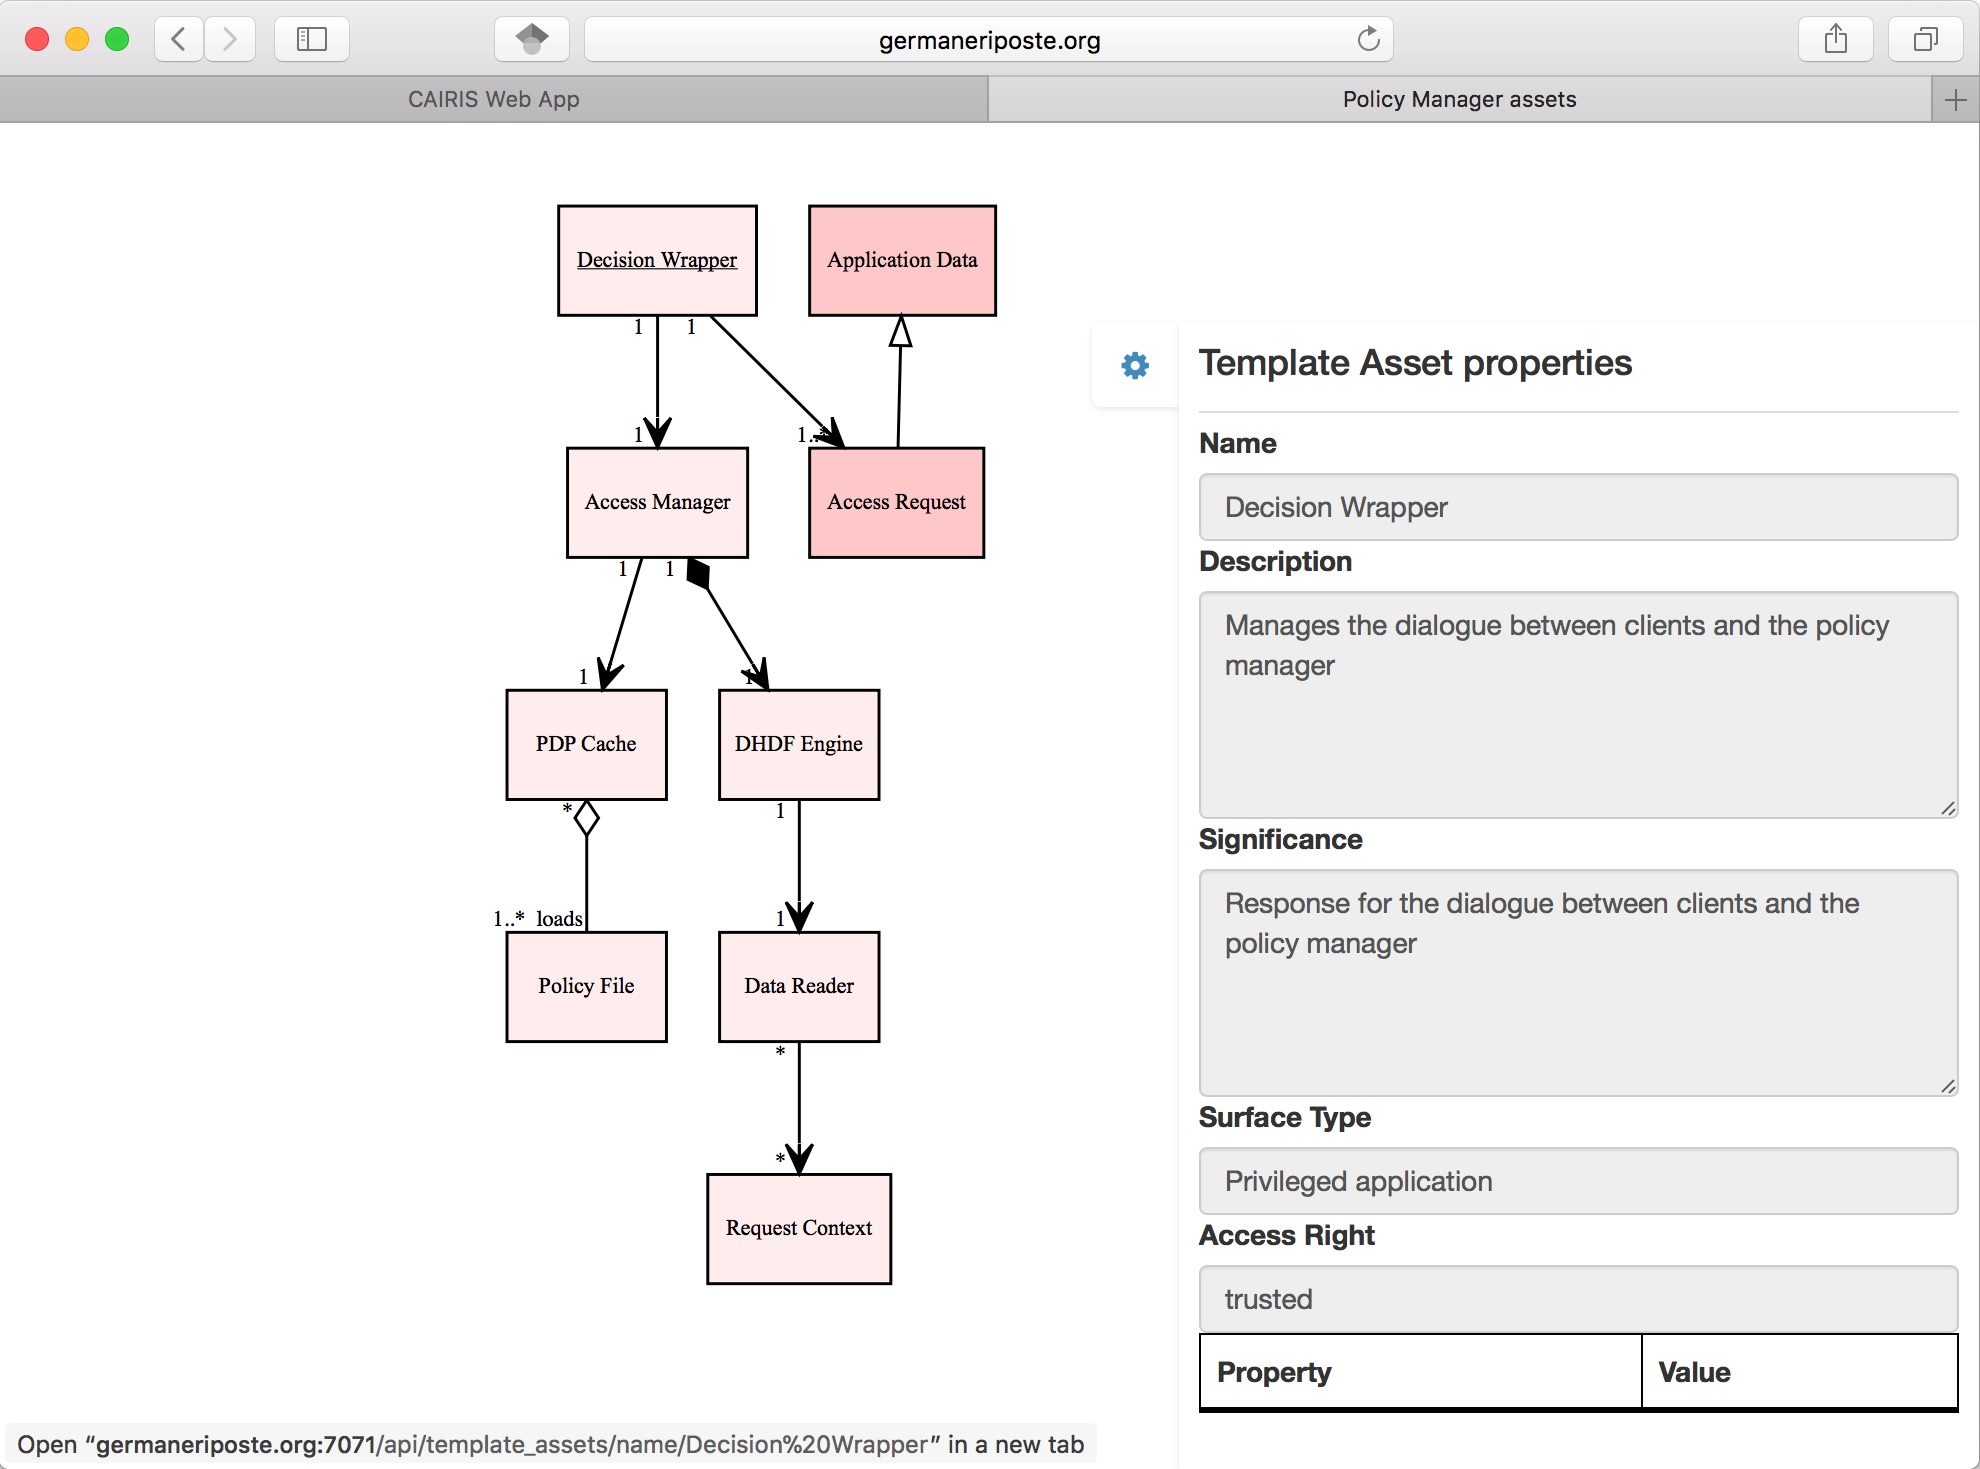 germaneriposte.org
CAIRIS Web App
Policy Manager assets
Decision Wrapper
Application Data
1
1
1
1..*
Access Manager
Access Request
1
1
1
1
PDP Cache
DHDF Engine
*
1
1..* loads
1
Policy File
Data Reader
*
*
Request Context
Template Asset properties
Name
Decision Wrapper
Description
Manages the dialogue between clients and the policy
manager
Significance
Response for the dialogue between clients and the
policy manager
Surface Type
Privileged application
Access Right
trusted
Property
Value
Open “germaneriposte.org:7071/api/template_assets/name/Decision%20Wrapper” in a new tab